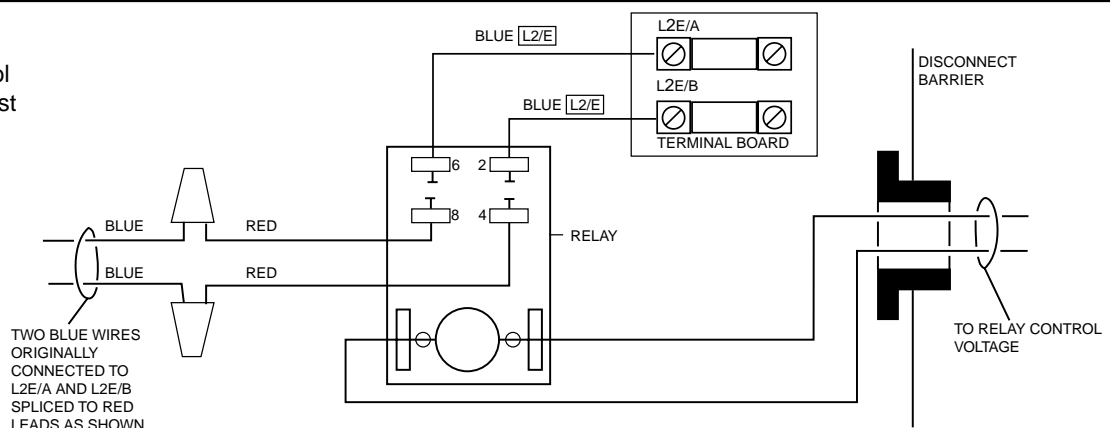 ol
st
BLUE L2/E
L2E/A
L2E/B
BLUE L2/E
TERMINAL BOARD
DISCONNECT
BARRIER
6 2
8 4
BLUE RED
RELAY
BLUE RED
TWO BLUE WIRES
ORIGINALLY
CONNECTED TO
L2E/A AND L2E/B
SPLICED TO RED
LEADS AS SHOWN
TO RELAY CONTROL
VOLTAGE